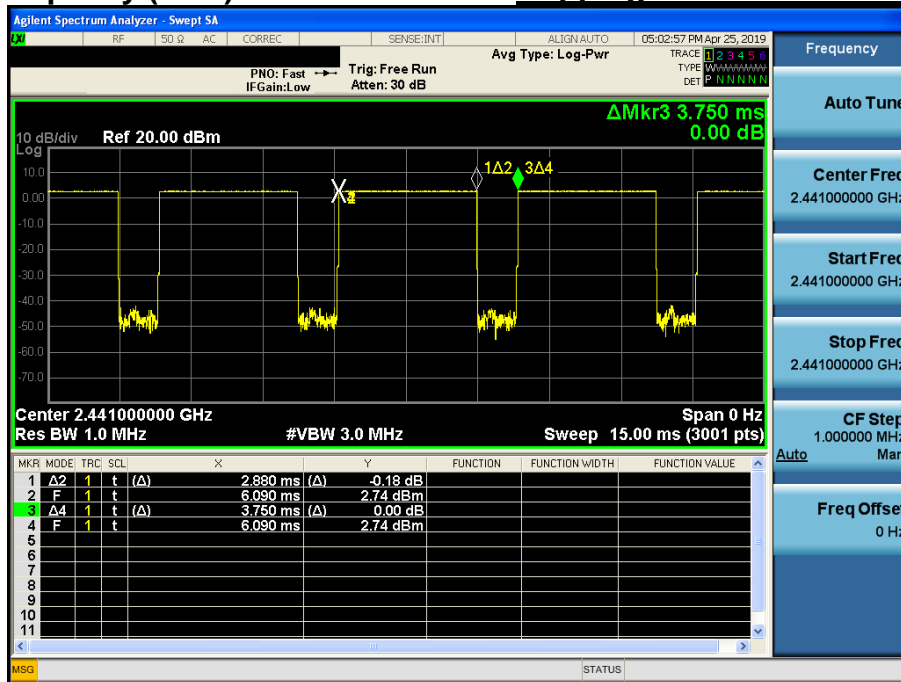 Agilent Spectrum Analyzer - Swept SA
LXI RF 50 Ω AC CORREC SENSE:INT ALIGN AUTO 05:02:57 PM Apr 25, 2019
Avg Type: Log-Pwr
TRACE 1 2 3 4 5 6
TYPE W
DET P N N N N N
PNO: Fast
IFGain:Low
Trig: Free Run
Atten: 30 dB
ΔMkr3 3.750 ms
0.00 dB
10 dB/div Ref 20.00 dBm
Log
10.0
0.00
-10.0
-20.0
-30.0
-40.0
-50.0
-60.0
-70.0
1Δ2 3Δ4
Center 2.441000000 GHz Span 0 Hz
Res BW 1.0 MHz #VBW 3.0 MHz Sweep 15.00 ms (3001 pts)
MKR MODE TRC SCL X Y FUNCTION FUNCTION WIDTH FUNCTION VALUE
1 Δ2 1 t (Δ) 2.880 ms (Δ) -0.18 dB
2 F 1 t 6.090 ms 2.74 dBm
3 Δ4 1 t (Δ) 3.750 ms (Δ) 0.00 dB
4 F 1 t 6.090 ms 2.74 dBm
5
6
7
8
9
10
11
MSG STATUS
Frequency
Auto Tune
Center Freq
2.441000000 GHz
Start Freq
2.441000000 GHz
Stop Freq
2.441000000 GHz
CF Step
1.000000 MHz
Auto Man
Freq Offset
0 Hz